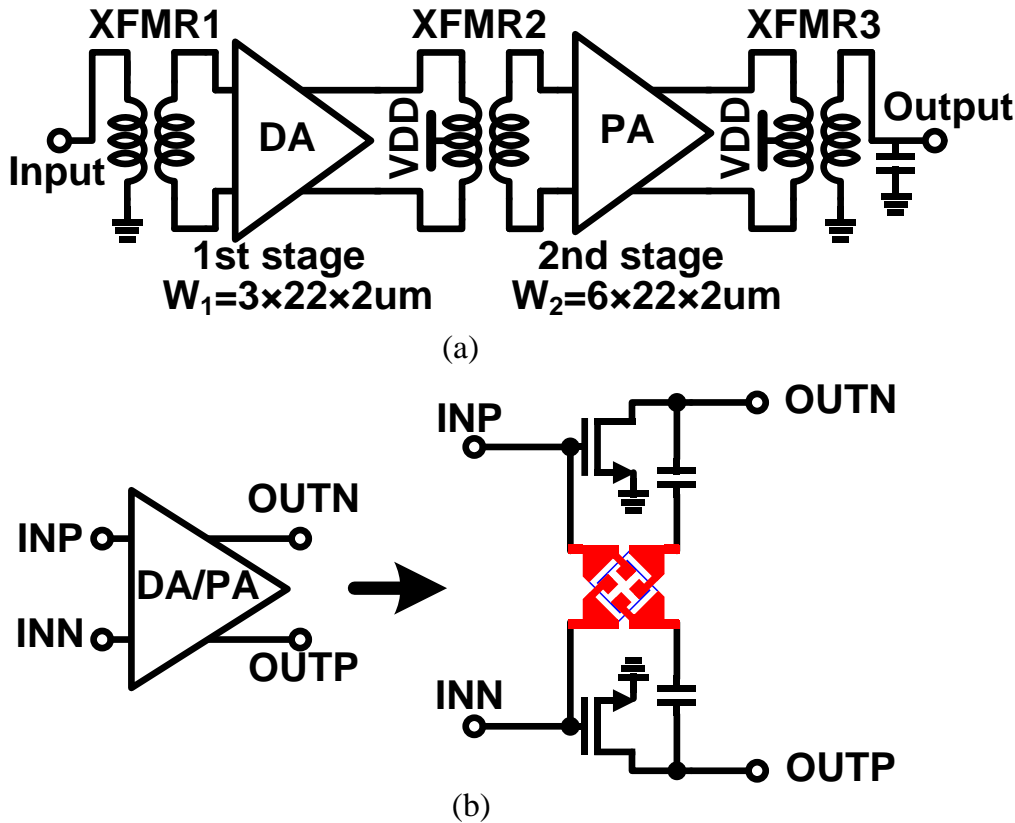 XFMR1 XFMR2 XFMR3
DA
VDD
PA
VDD
Output
Input
1st stage
W₁=3×22×2um
2nd stage
W₂=6×22×2um
(a)
INP
OUTN
INP
OUTN
DA/PA
INN
OUTP
INN
OUTP
(b)